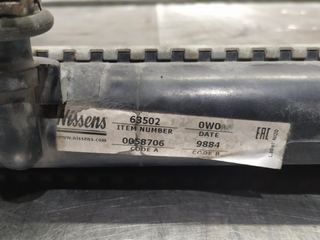 Nissens 63502 0W0
ITEM NUMBER DATE
www.nissens.com 0058706 9884
CODE A CODE B
EAC